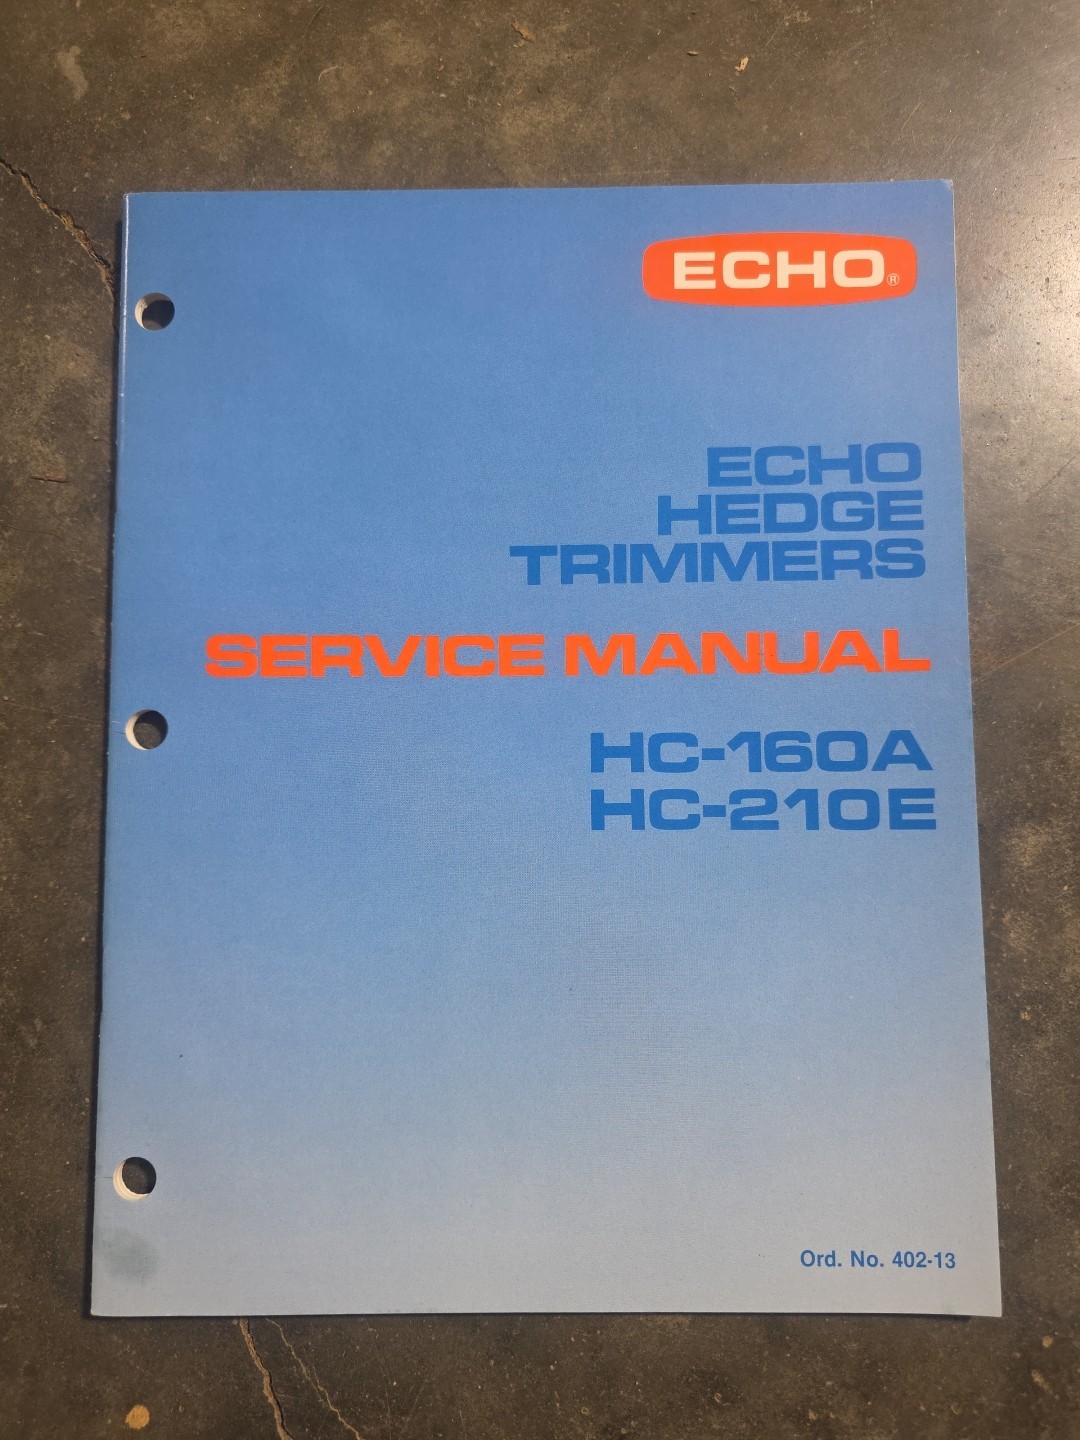 ECHO®
ECHO
HEDGE
TRIMMERS
SERVICE MANUAL
HC-160A
HC-210E
Ord. No. 402-13